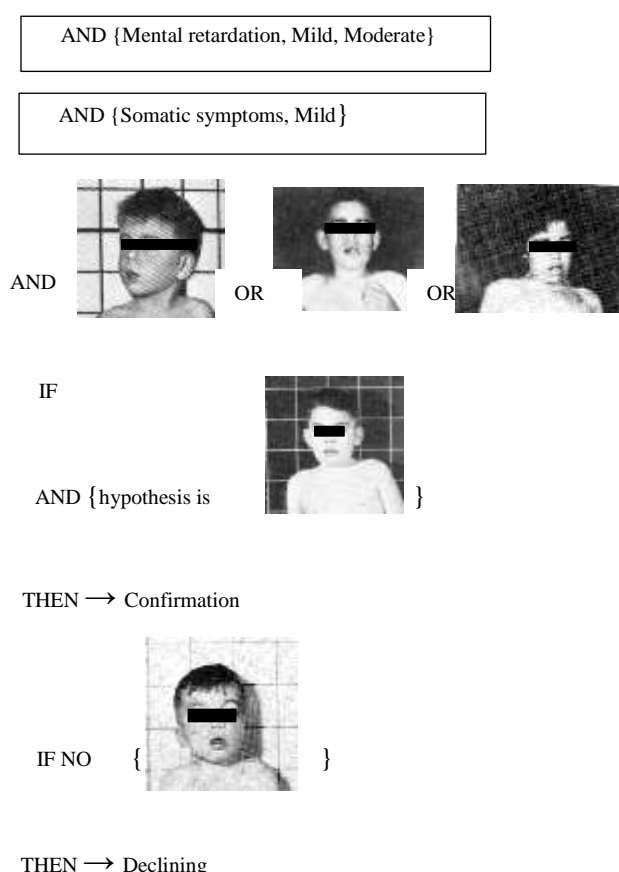 AND {Mental retardation, Mild, Moderate}
AND {Somatic symptoms, Mild}
AND OR OR
IF
AND {hypothesis is }
THEN → Confirmation
IF NO { }
THEN → Declining